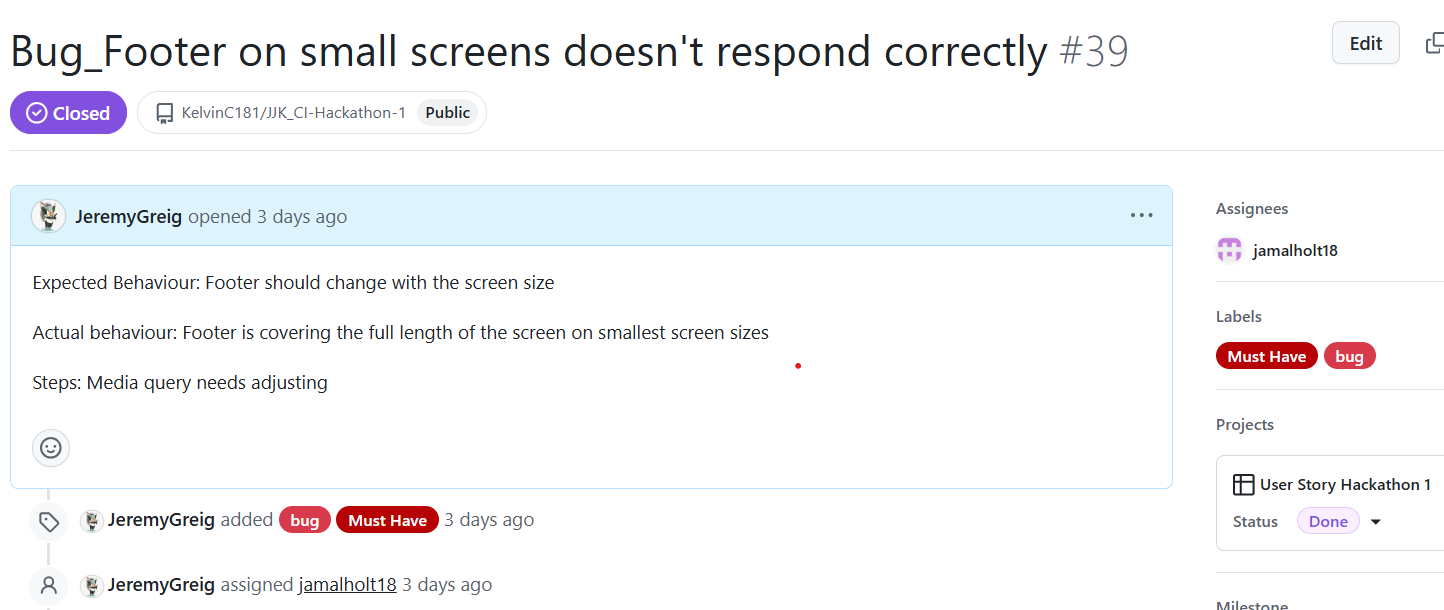 Bug_Footer on small screens doesn't respond correctly #39
Edit
Closed
KelvinC181/JJK_CI-Hackathon-1 Public
JeremyGreig opened 3 days ago
Expected Behaviour: Footer should change with the screen size
Actual behaviour: Footer is covering the full length of the screen on smallest screen sizes
Steps: Media query needs adjusting
JeremyGreig added bug Must Have 3 days ago
JeremyGreig assigned jamalholt18 3 days ago
Assignees
jamalholt18
Labels
Must Have bug
Projects
User Story Hackathon 1
Status Done
Milestone